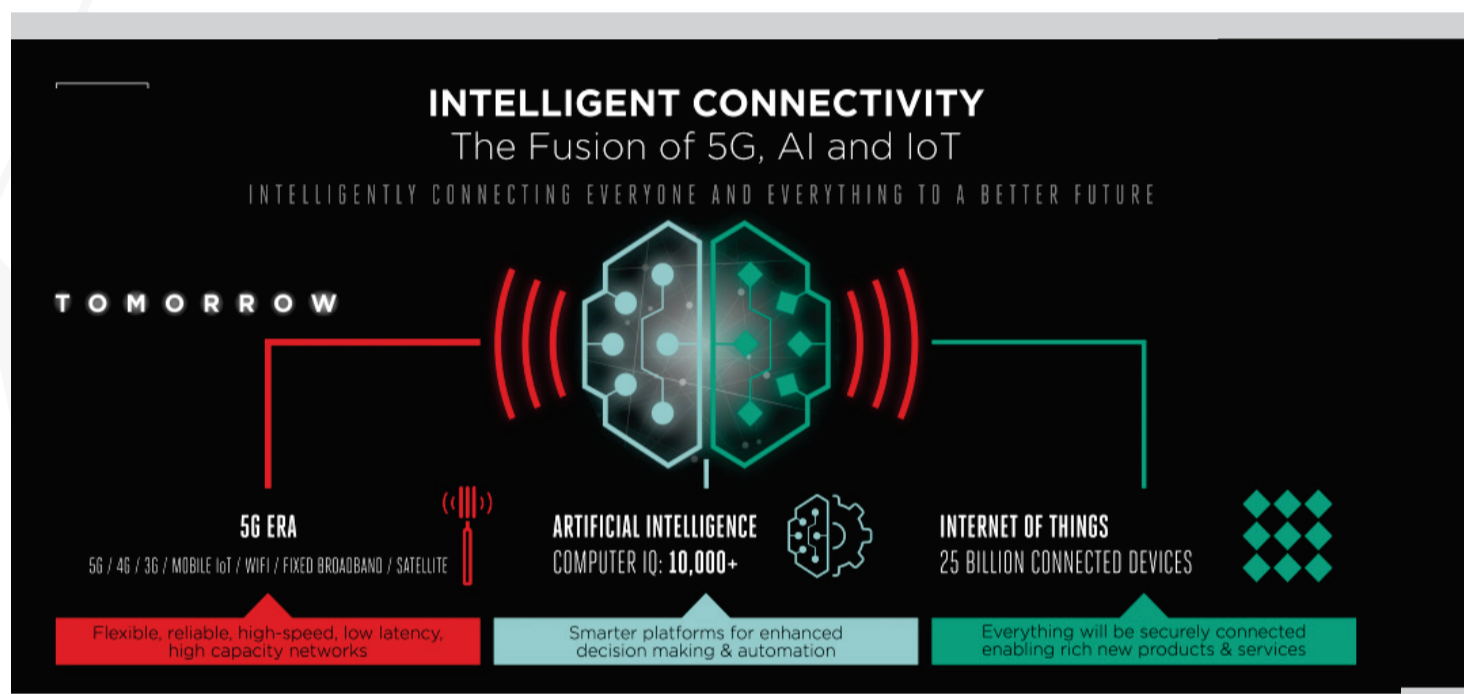 INTELLIGENT CONNECTIVITY
The Fusion of 5G, AI and IoT
INTELLIGENTLY CONNECTING EVERYONE AND EVERYTHING TO A BETTER FUTURE
TOMORROW
5G ERA
5G / 4G / 3G / MOBILE IoT / WIFI / FIXED BROADBAND / SATELLITE
Flexible, reliable, high-speed, low latency,
high capacity networks
ARTIFICIAL INTELLIGENCE
COMPUTER IQ: 10,000+
Smarter platforms for enhanced
decision making & automation
INTERNET OF THINGS
25 BILLION CONNECTED DEVICES
Everything will be securely connected
enabling rich new products & services